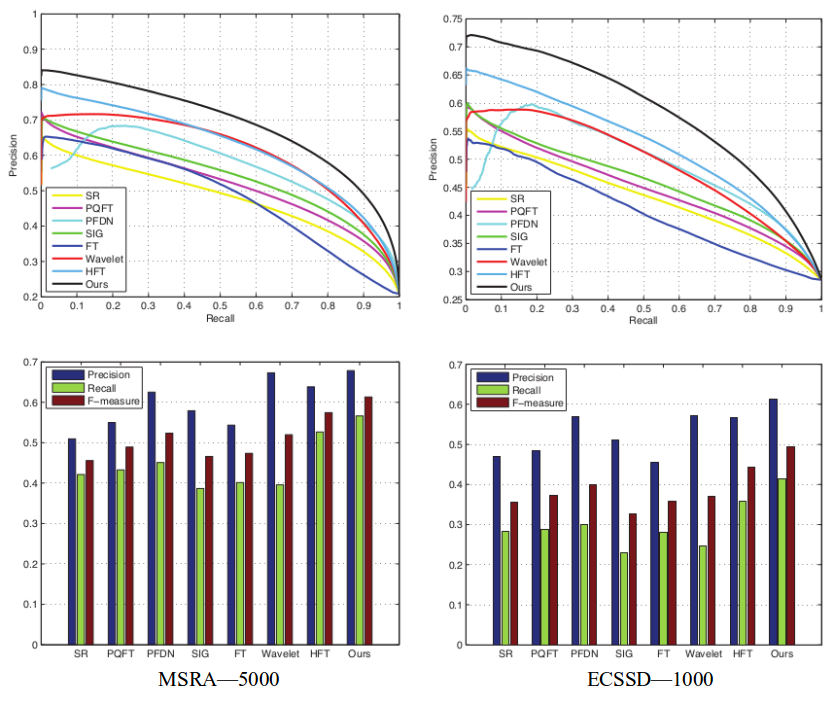 1
0.9
0.8
0.7
0.6
0.5
0.4
0.3
0.2
Precision
SR
PQFT
PFDN
SIG
FT
Wavelet
HFT
Ours
0 0.1 0.2 0.3 0.4 0.5 0.6 0.7 0.8 0.9 1
Recall
0.75
0.7
0.65
0.6
0.55
0.5
0.45
0.4
0.35
0.3
0.25
Precision
SR
PQFT
PFDN
SIG
FT
Wavelet
HFT
Ours
0 0.1 0.2 0.3 0.4 0.5 0.6 0.7 0.8 0.9 1
Recall
0.7
0.6
0.5
0.4
0.3
0.2
0.1
0
Precision
Recall
F-measure
SR PQFT PFDN SIG FT Wavelet HFT Ours
MSRA—5000
0.7
0.6
0.5
0.4
0.3
0.2
0.1
0
Precision
Recall
F-measure
SR PQFT PFDN SIG FT Wavelet HFT Ours
ECSSD—1000